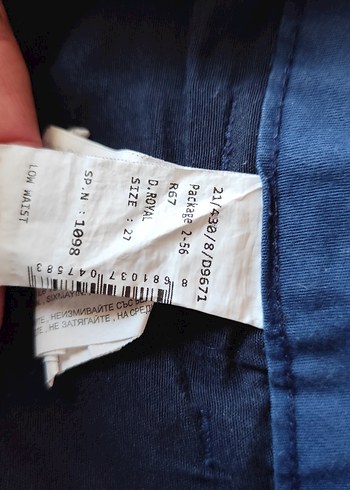 21/430/8/D9671
Package 2-56
R67
D.ROYAL
SIZE : 27
SP.N : 1098
LOW WAIST
8 681037 047583
НЕИЗМИВАЙТЕ СЪС
НЕ ЗАТЯГАЙТЕ , НА СРЕД